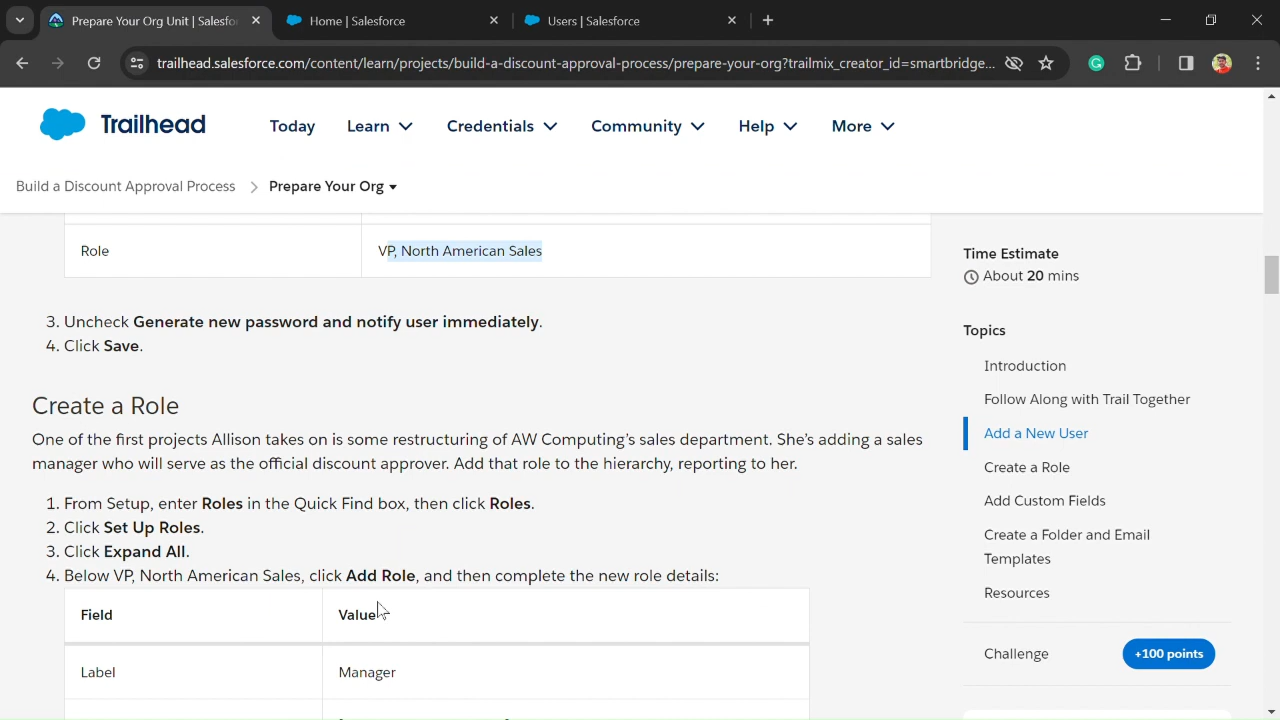 Prepare Your Org Unit | Salesfo
Home | Salesforce
Users | Salesforce
trailhead.salesforce.com/content/learn/projects/build-a-discount-approval-process/prepare-your-org?trailmix_creator_id=smartbridge...
Trailhead
Today
Learn
Credentials
Community
Help
More
Build a Discount Approval Process
Prepare Your Org
Role
VP, North American Sales
3. Uncheck Generate new password and notify user immediately.
4. Click Save.
Create a Role
One of the first projects Allison takes on is some restructuring of AW Computing's sales department. She's adding a sales
manager who will serve as the official discount approver. Add that role to the hierarchy, reporting to her.
1. From Setup, enter Roles in the Quick Find box, then click Roles.
2. Click Set Up Roles.
3. Click Expand All.
4. Below VP, North American Sales, click Add Role, and then complete the new role details:
Field
Value
Label
Manager
Time Estimate
About 20 mins
Topics
Introduction
Follow Along with Trail Together
Add a New User
Create a Role
Add Custom Fields
Create a Folder and Email
Templates
Resources
Challenge
+100 points